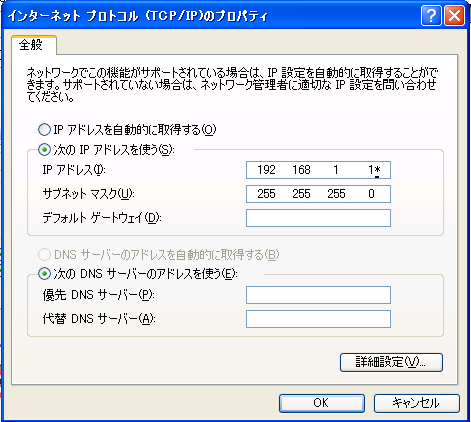 インターネット プロトコル (TCP/IP)のプロパティ
全般
ネットワークでこの機能がサポートされている場合は、IP 設定を自動的に取得することがで
きます。サポートされていない場合は、ネットワーク管理者に適切な IP 設定を問い合わせ
てください。
IP アドレスを自動的に取得する(O)
次の IP アドレスを使う(S):
IP アドレス(I): 192 168 1 1*
サブネット マスク(U): 255 255 255 0
デフォルト ゲートウェイ(D):
DNS サーバーのアドレスを自動的に取得する(B)
次の DNS サーバーのアドレスを使う(E):
優先 DNS サーバー(P):
代替 DNS サーバー(A):
詳細設定(V)...
OK キャンセル